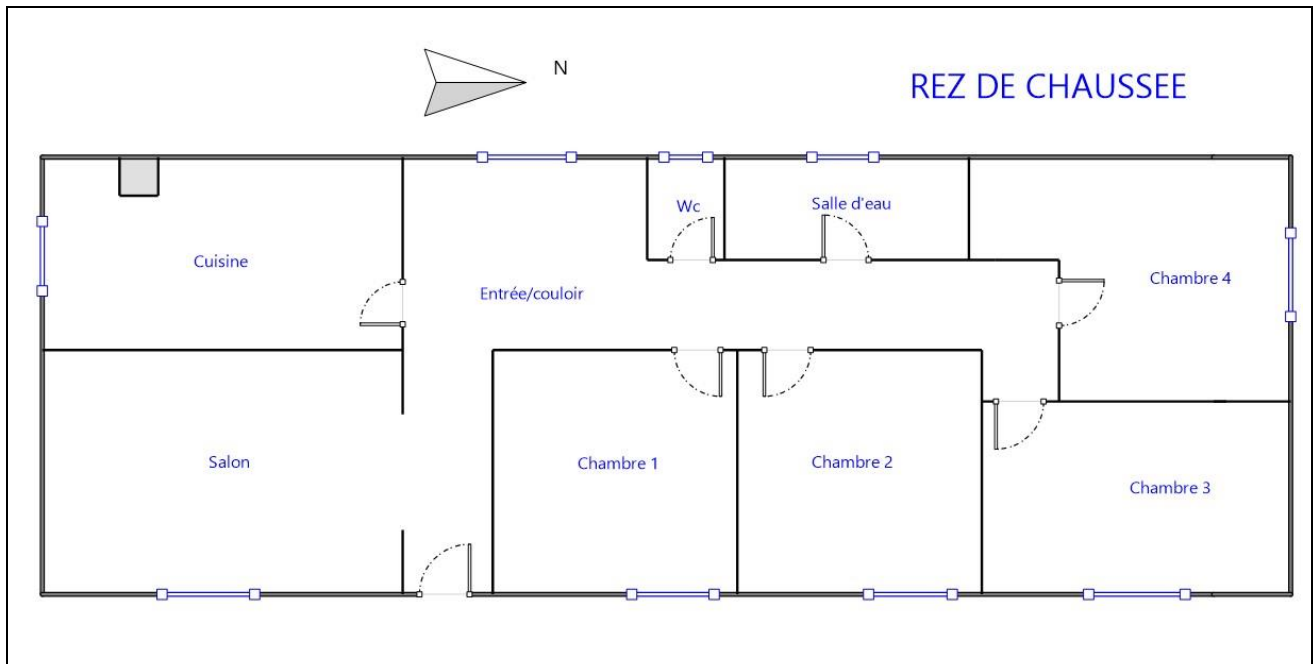 N
REZ DE CHAUSSEE
Wc
Salle d'eau
Cuisine
Entrée/couloir
Chambre 4
Salon
Chambre 1
Chambre 2
Chambre 3